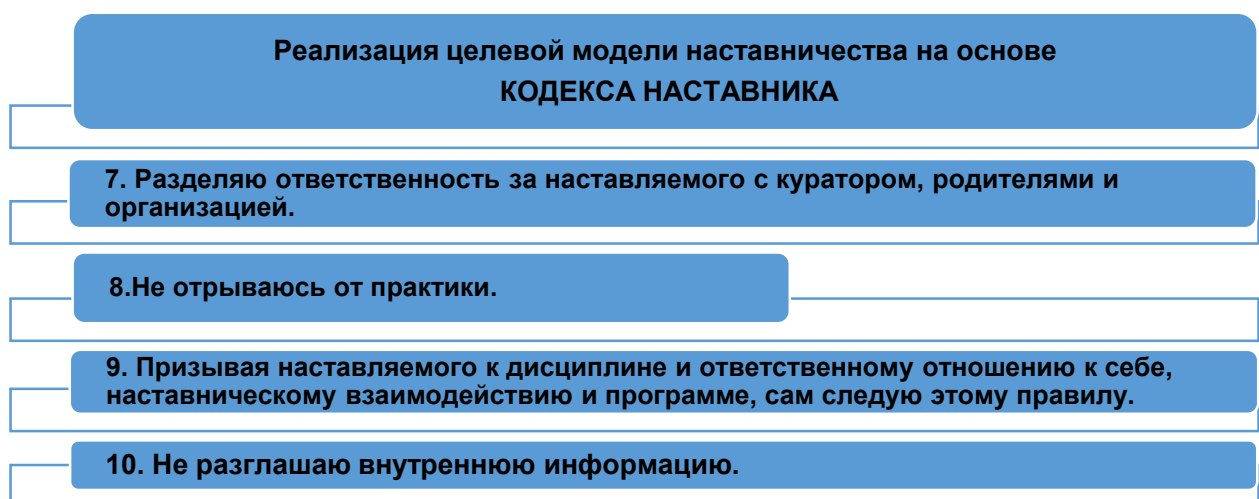 Реализация целевой модели наставничества на основе
КОДЕКСА НАСТАВНИКА
7. Разделяю ответственность за наставляемого с куратором, родителями и
организацией.
8.Не отрываюсь от практики.
9. Призывая наставляемого к дисциплине и ответственному отношению к себе,
наставническому взаимодействию и программе, сам следую этому правилу.
10. Не разглашаю внутреннюю информацию.